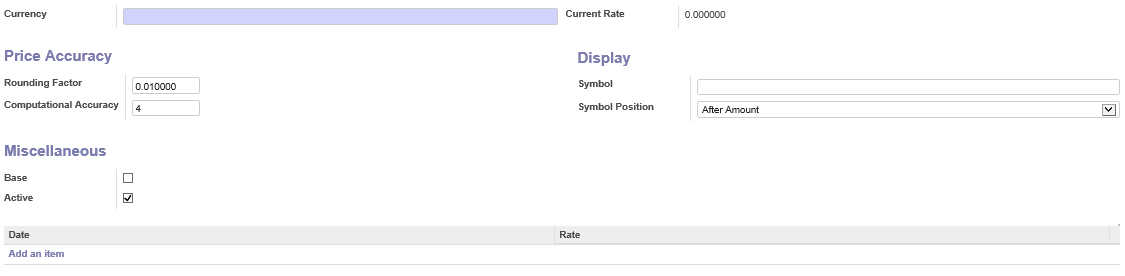 Currency
Current Rate 0.000000
Price Accuracy
Rounding Factor 0.010000
Computational Accuracy 4
Display
Symbol
Symbol Position After Amount
Miscellaneous
Base
Active
Date Rate
Add an item